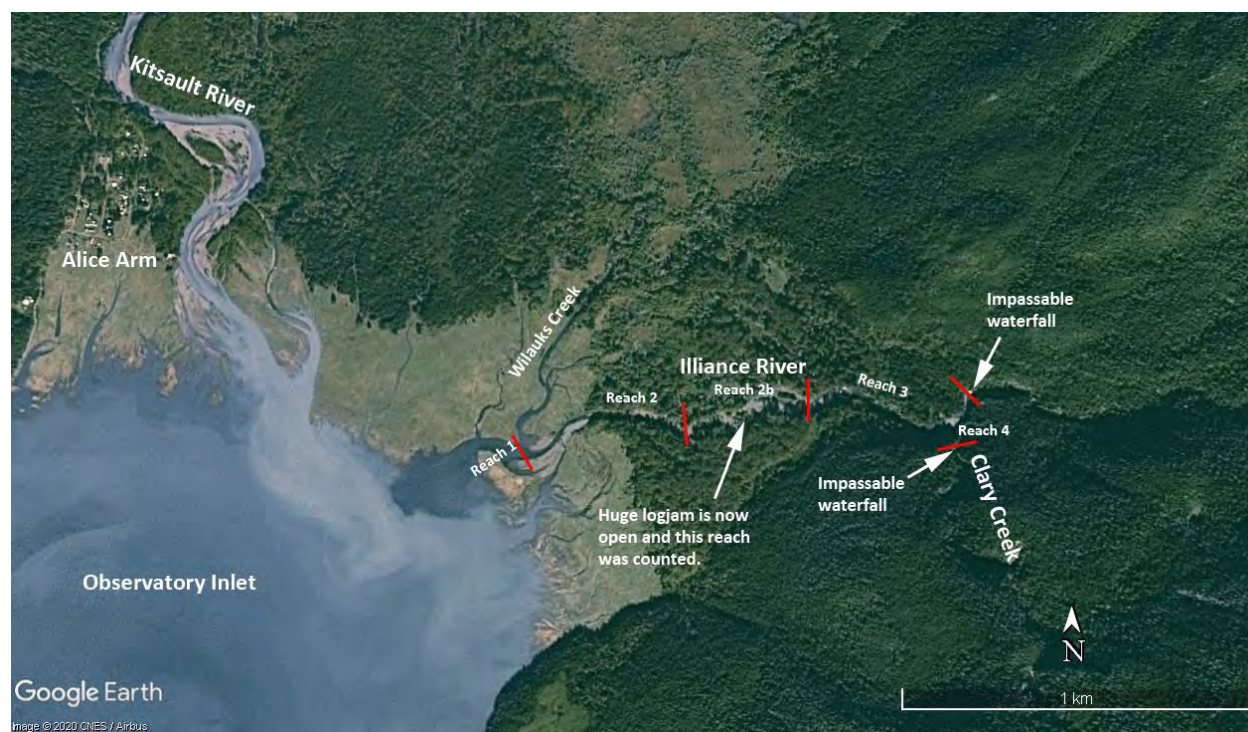 Kitsault River
Alice Arm
Wilauks Creek
Impassable
waterfall
Illiance River
Reach 2
Reach 2b
Reach 3
Reach 1
Reach 4
Impassable
waterfall
Clary Creek
Huge logjam is now
open and this reach
was counted.
Observatory Inlet
N
Google Earth
1 km
Image © 2020 CNES / Airbus